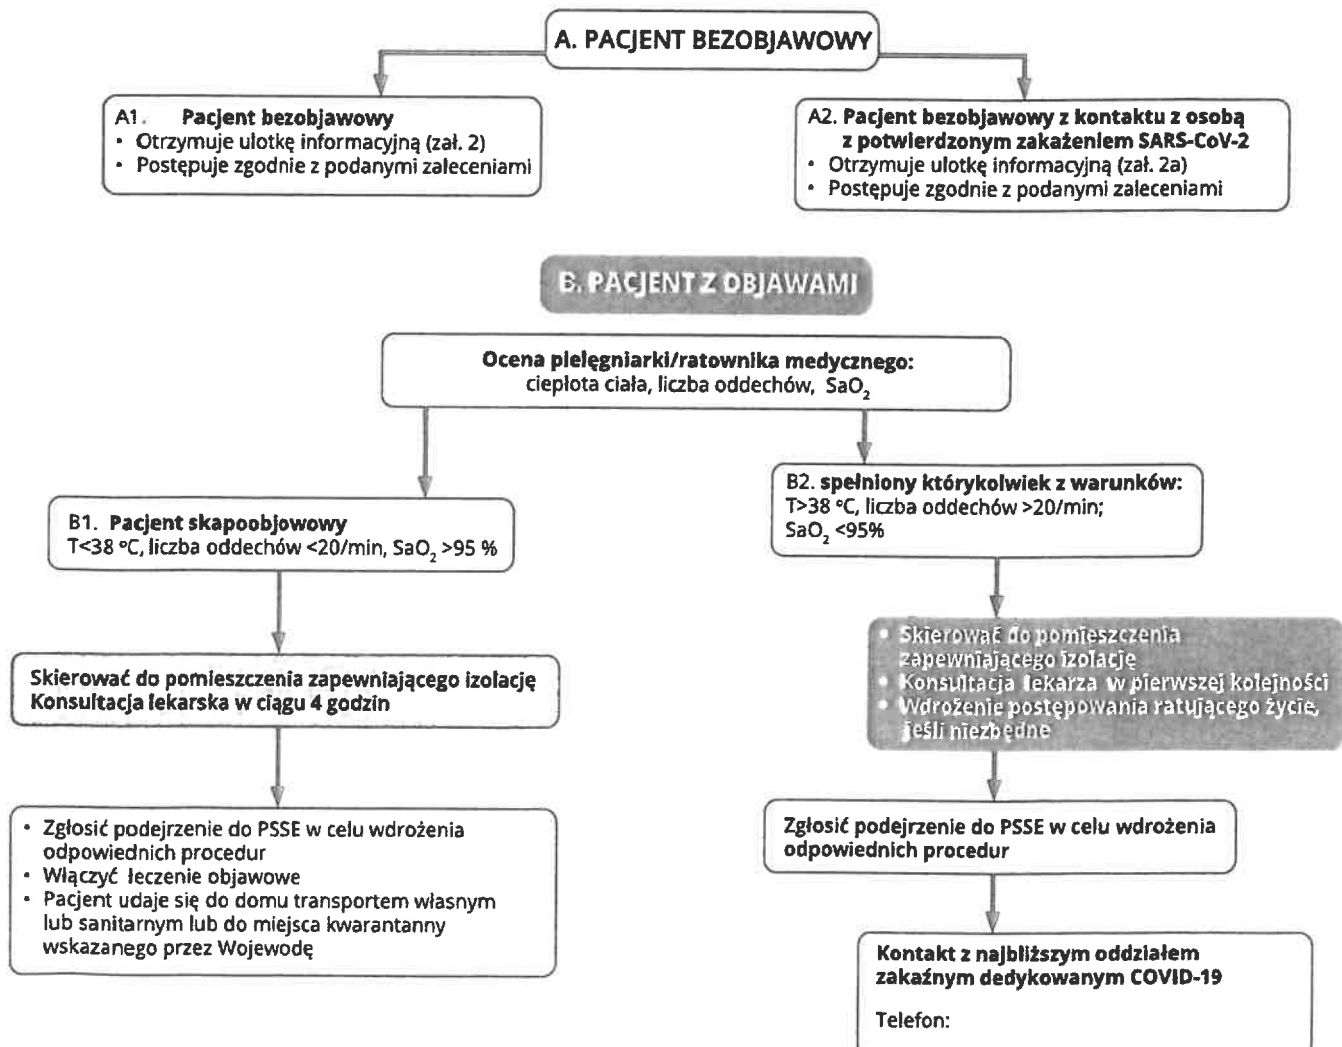 A. PACJENT BEZOBJAWOWY
A1. Pacjent bezobjawowy
• Otrzymuje ulotkę informacyjną (zał. 2)
• Postępuje zgodnie z podanymi zaleceniami
A2. Pacjent bezobjawowy z kontaktu z osobą
z potwierdzonym zakażeniem SARS-CoV-2
• Otrzymuje ulotkę informacyjną (zał. 2a)
• Postępuje zgodnie z podanymi zaleceniami
B. PACJENT Z OBJAWAMI
Ocena pielęgniarki/ratownika medycznego:
ciepłota ciała, liczba oddechów, SaO₂
B1. Pacjent skapoobjowowy
T<38 °C, liczba oddechów <20/min, SaO₂ >95 %
Skierować do pomieszczenia zapewniającego izolację
Konsultacja lekarska w ciągu 4 godzin
• Zgłosić podejrzenie do PSSE w celu wdrożenia
odpowiednich procedur
• Włączyć leczenie objawowe
• Pacjent udaje się do domu transportem własnym
lub sanitarnym lub do miejsca kwarantanny
wskazanego przez Wojewodę
B2. spełniony którykolwiek z warunków:
T>38 °C, liczba oddechów >20/min;
SaO₂ <95%
• Skierować do pomieszczenia
zapewniającego izolację
• Konsultacja lekarza w pierwszej kolejności
• Wdrożenie postępowania ratującego życie,
jeśli niezbędne
Zgłosić podejrzenie do PSSE w celu wdrożenia
odpowiednich procedur
Kontakt z najbliższym oddziałem
zakaźnym dedykowanym COVID-19
Telefon: